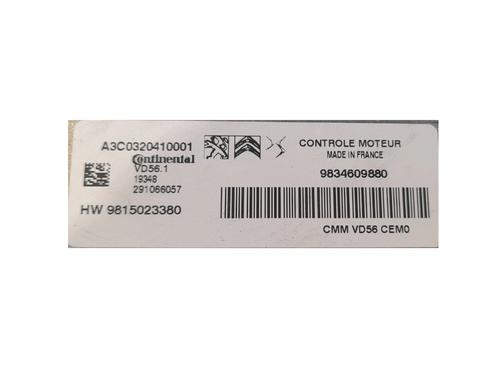 A3C0320410001
Continental
VD56.1
19348
291066057
HW 9815023380
CONTROLE MOTEUR
MADE IN FRANCE
9834609880
CMM VD56 CEM0